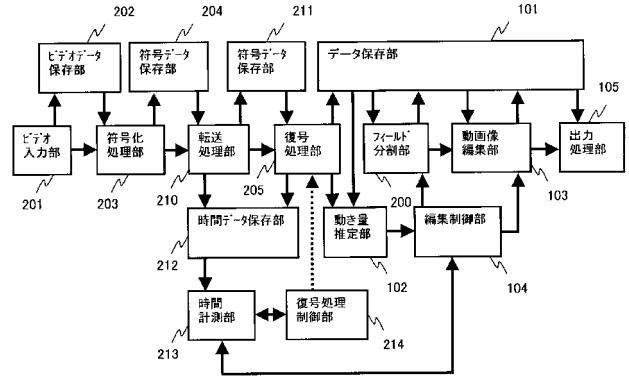 202
204
211
101
ビデオデータ
保存部
符号データ
保存部
符号データ
保存部
データ保存部
105
ビデオ
入力部
符号化
処理部
転送
処理部
復号
処理部
フィールド
分割部
動画像
編集部
出力
処理部
201
203
210
205
200
103
時間データ保存部
動き量
推定部
編集制御部
212
102
104
時間
計測部
復号処理
制御部
213
214